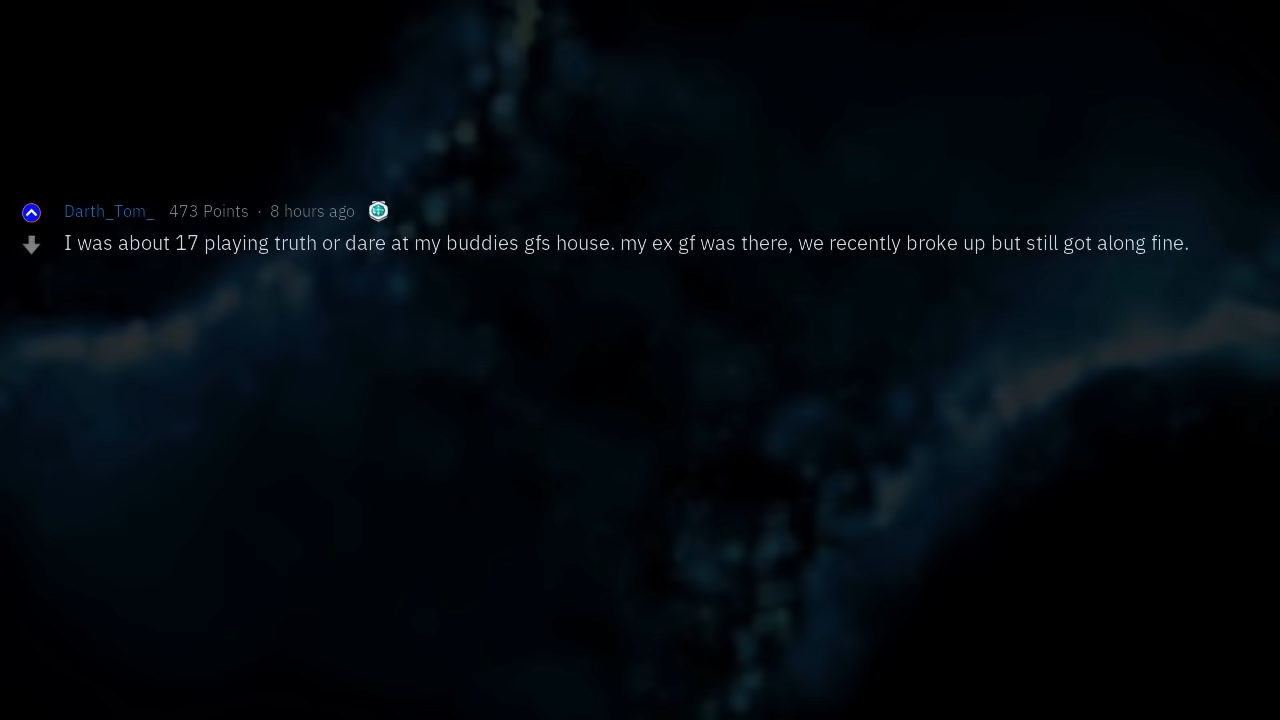 Darth_Tom_ 473 Points · 8 hours ago
I was about 17 playing truth or dare at my buddies gfs house. my ex gf was there, we recently broke up but still got along fine.